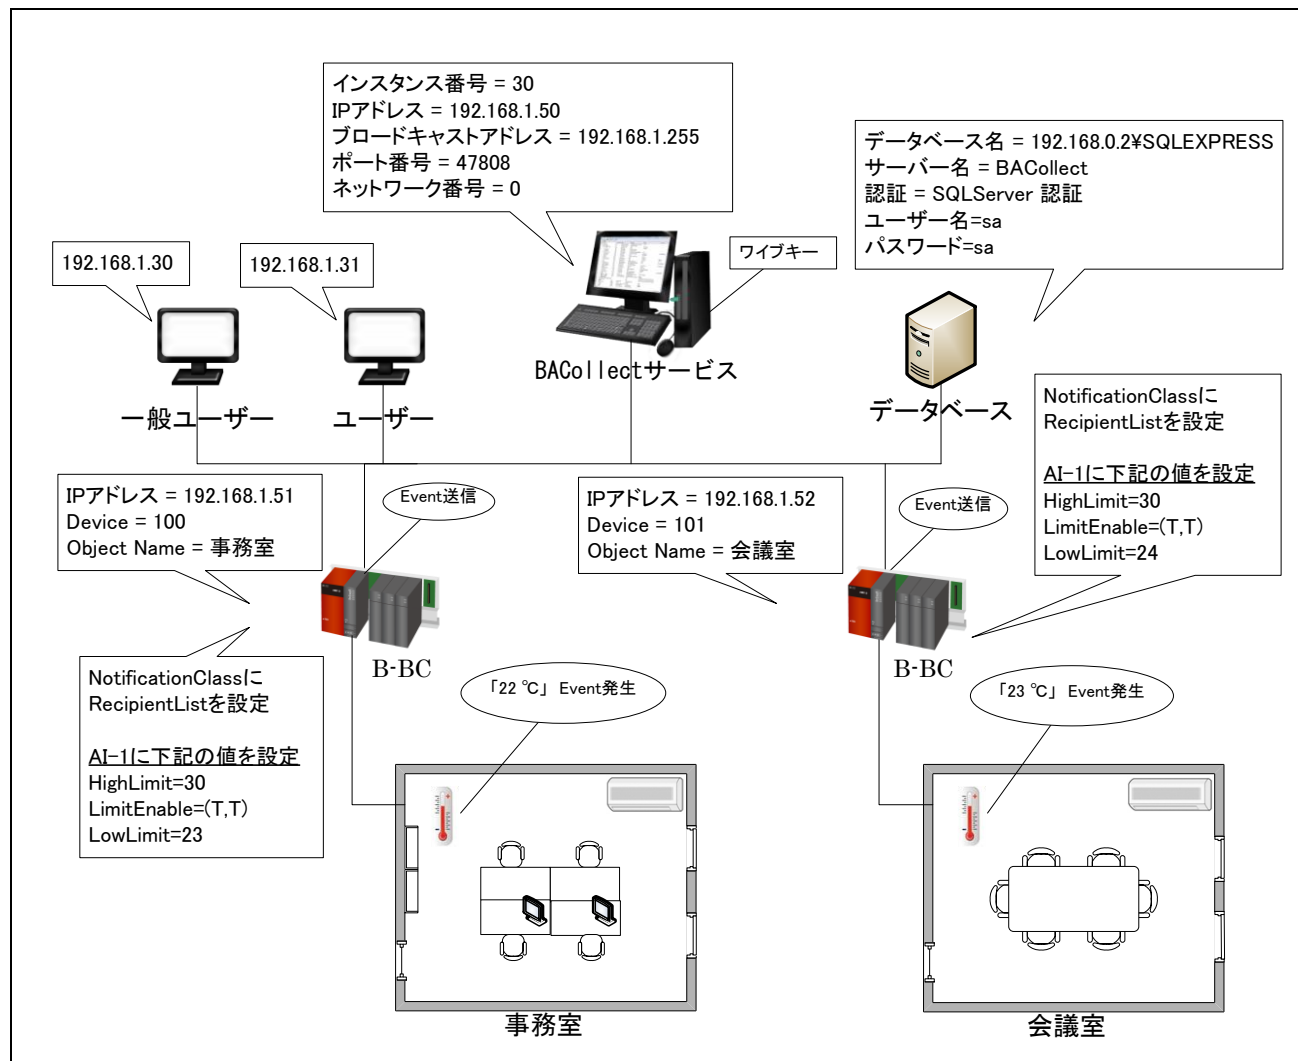 インスタンス番号 = 30
IPアドレス = 192.168.1.50
ブロードキャストアドレス = 192.168.1.255
ポート番号 = 47808
ネットワーク番号 = 0
データベース名 = 192.168.0.2¥SQLEXPRESS
サーバー名 = BACollect
認証 = SQLServer 認証
ユーザー名=sa
パスワード=sa
192.168.1.30
192.168.1.31
ワイブキー
一般ユーザー
ユーザー
BACollectサービス
データベース
NotificationClassに
RecipientListを設定
AI-1に下記の値を設定
HighLimit=30
LimitEnable=(T,T)
LowLimit=24
IPアドレス = 192.168.1.51
Device = 100
Object Name = 事務室
Event送信
IPアドレス = 192.168.1.52
Device = 101
Object Name = 会議室
Event送信
B-BC
B-BC
NotificationClassに
RecipientListを設定
AI-1に下記の値を設定
HighLimit=30
LimitEnable=(T,T)
LowLimit=23
「22 ℃」 Event発生
「23 ℃」 Event発生
事務室
会議室